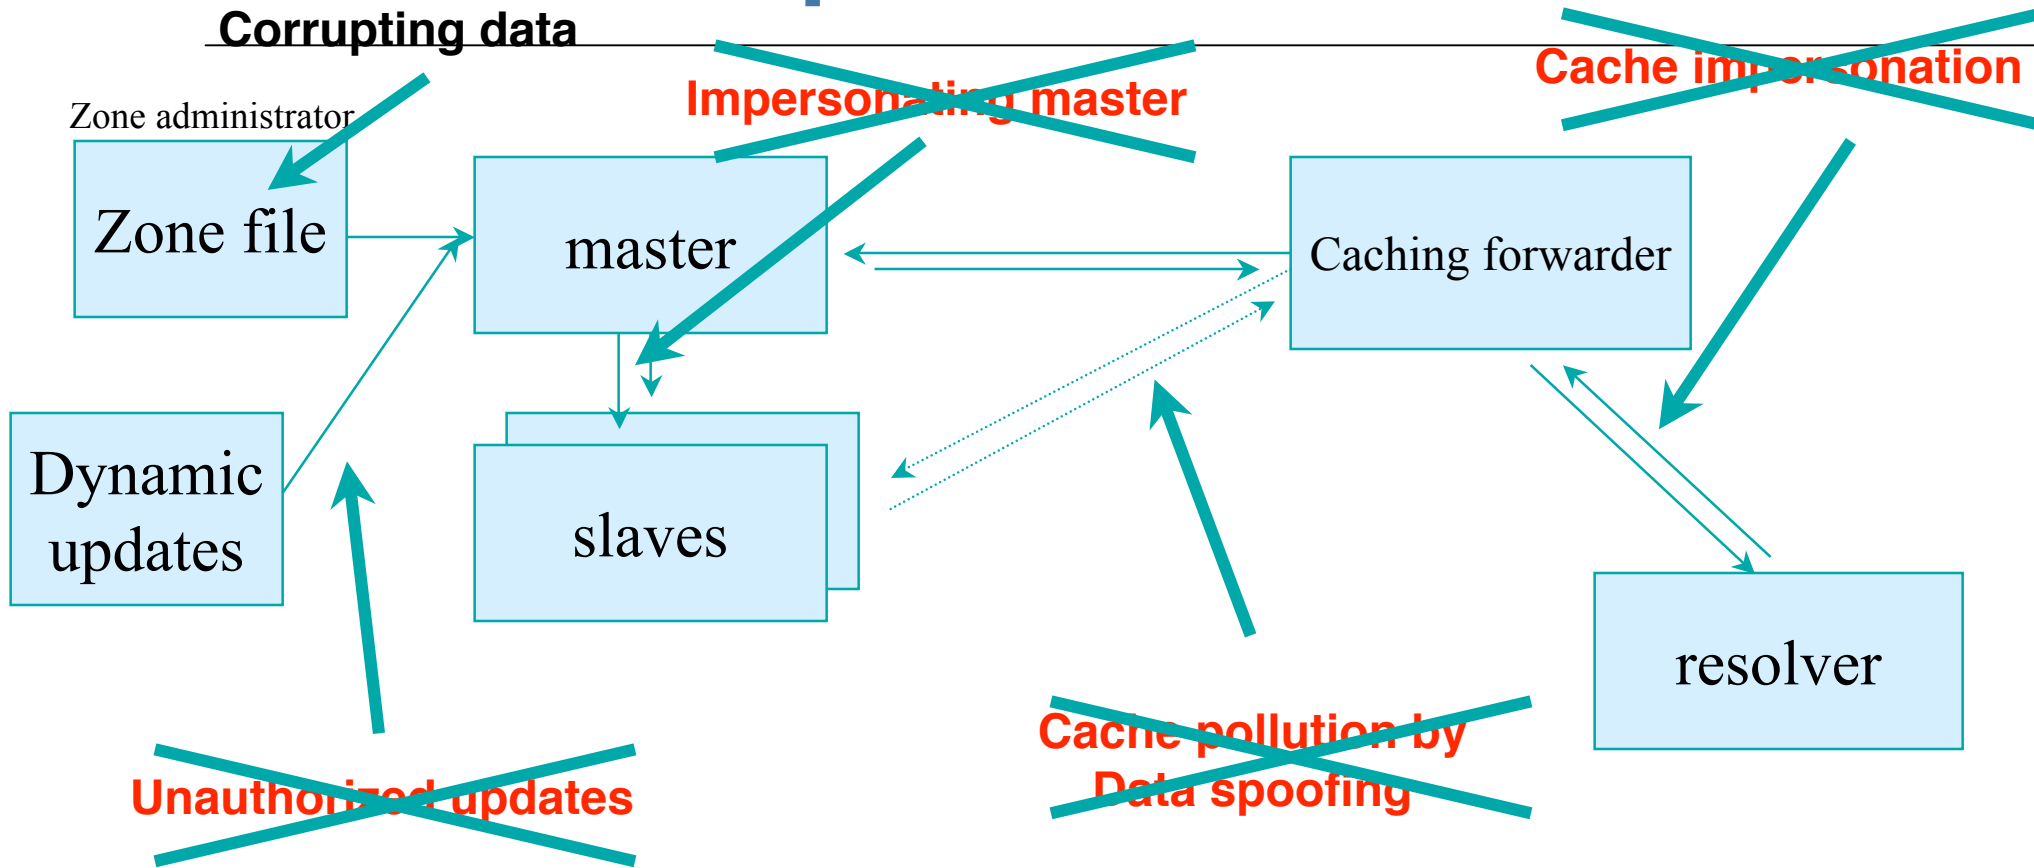 Corrupting data
Impersonating master
Cache impersonation
Zone administrator
Zone file
master
Caching forwarder
Dynamic
updates
slaves
resolver
Cache pollution by
Data spoofing
Unauthorized updates